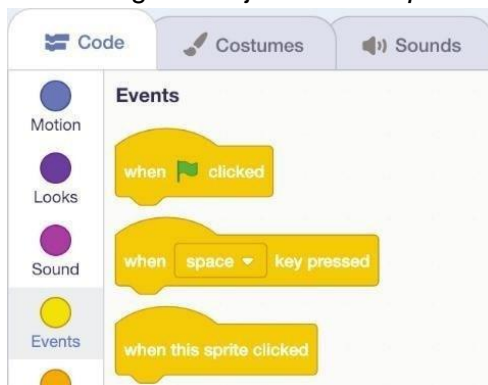 Code Costumes Sounds
Motion
Looks
Sound
Events
Events
when clicked
when space key pressed
when this sprite clicked